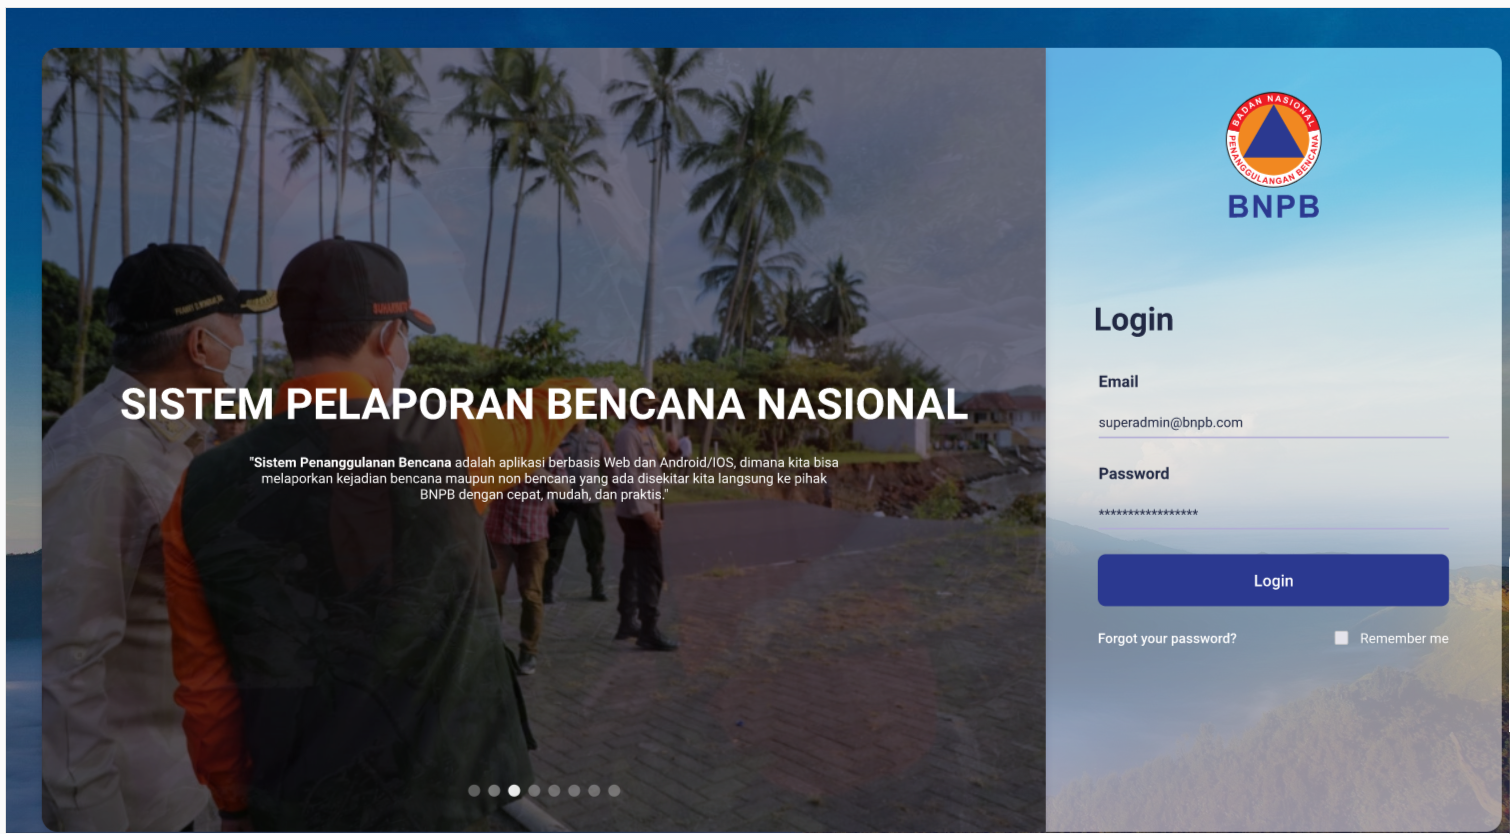 BADAN NASIONAL
PENANGGULANGAN BENCANA
BNPB
Login
Email
superadmin@bnpb.com
Password
*****************
Login
Forgot your password?
Remember me
SISTEM PELAPORAN BENCANA NASIONAL
"Sistem Penanggulanan Bencana adalah aplikasi berbasis Web dan Android/IOS, dimana kita bisa
melaporkan kejadian bencana maupun non bencana yang ada disekitar kita langsung ke pihak
BNPB dengan cepat, mudah, dan praktis."